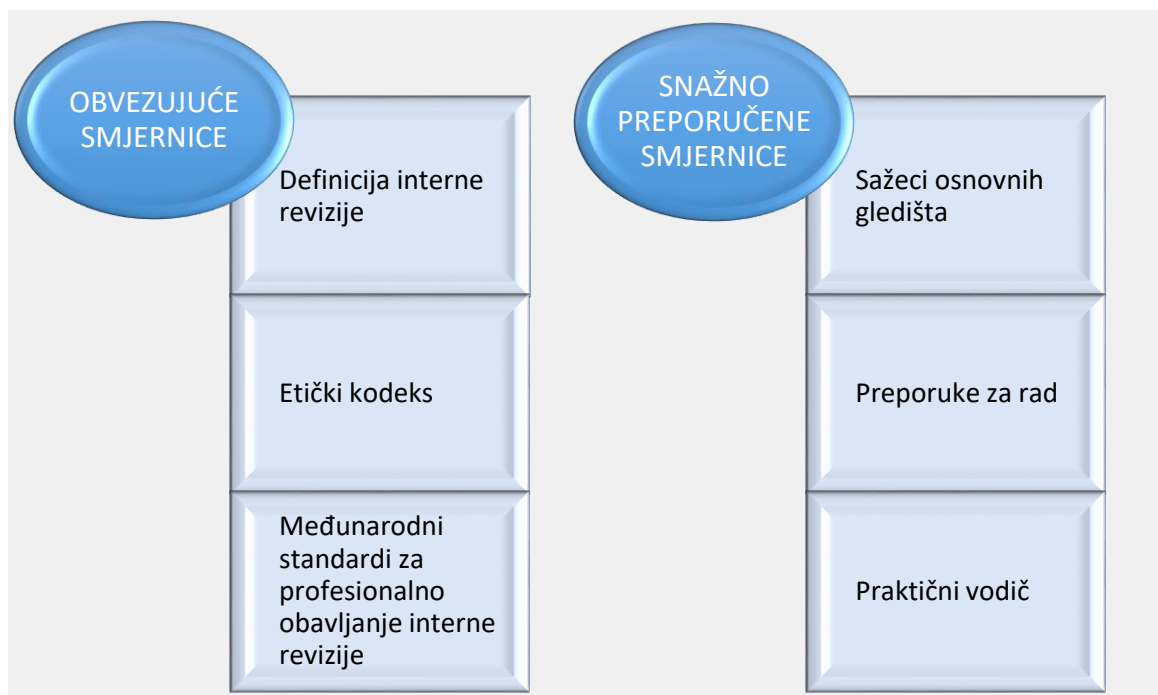 OBVEZUJUĆE
SMJERNICE
Definicija interne
revizije
Etički kodeks
Međunarodni
standardi za
profesionalno
obavljanje interne
revizije
SNAŽNO
PREPORUČENE
SMJERNICE
Sažeci osnovnih
gledišta
Preporuke za rad
Praktični vodič